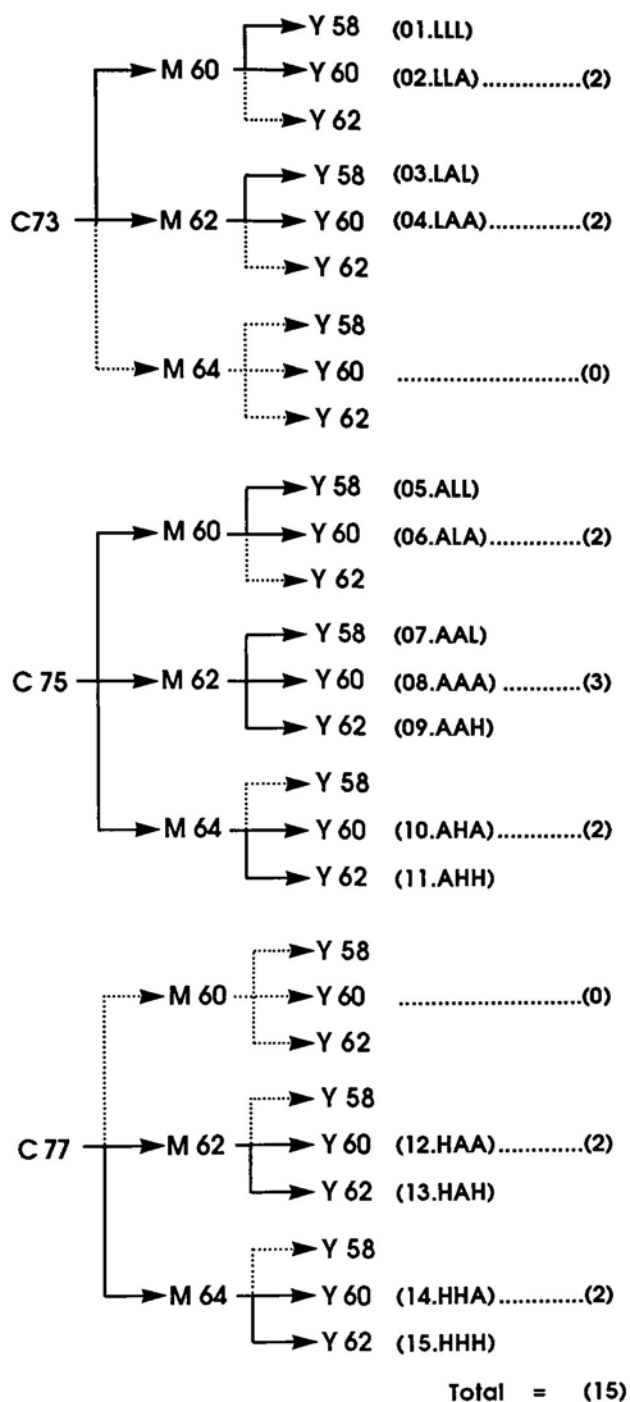 Y 58 (01.LLL)
M 60 Y 60 (02.LLA)..............(2)
Y 62
Y 58 (03.LAL)
C73 M 62 Y 60 (04.LAA)..............(2)
Y 62
Y 58
M 64 Y 60 ............................(0)
Y 62
Y 58 (05.ALL)
M 60 Y 60 (06.ALA)..............(2)
Y 62
Y 58 (07.AAL)
C 75 M 62 Y 60 (08.AAA) ............(3)
Y 62 (09.AAH)
Y 58
M 64 Y 60 (10.AHA)..............(2)
Y 62 (11.AHH)
Y 58
M 60 Y 60 ............................(0)
Y 62
Y 58
C 77 M 62 Y 60 (12.HAA)............(2)
Y 62 (13.HAH)
Y 58
M 64 Y 60 (14.HHA)............(2)
Y 62 (15.HHH)
Total = (15)